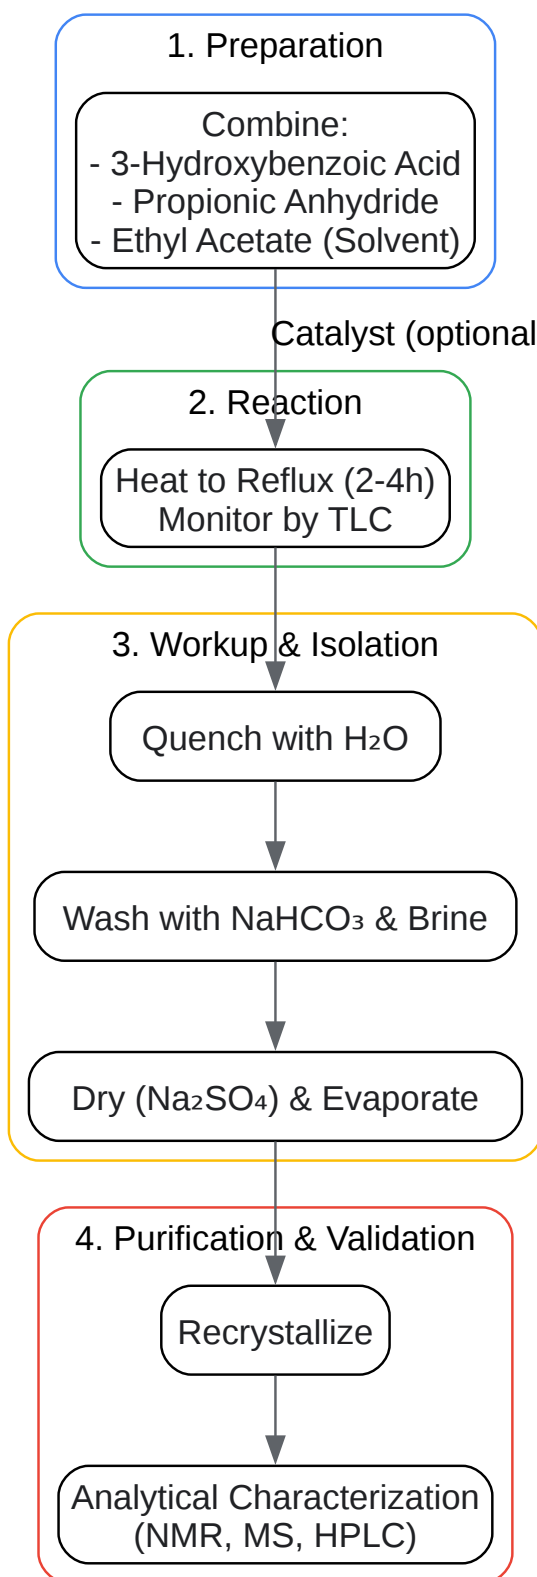 1. Preparation
Combine:
- 3-Hydroxybenzoic Acid
- Propionic Anhydride
- Ethyl Acetate (Solvent)
Catalyst (optional
2. Reaction
Heat to Reflux (2-4h)
Monitor by TLC
3. Workup & Isolation
Quench with H₂O
Wash with NaHCO₃ & Brine
Dry (Na₂SO₄) & Evaporate
4. Purification & Validation
Recrystallize
Analytical Characterization
(NMR, MS, HPLC)